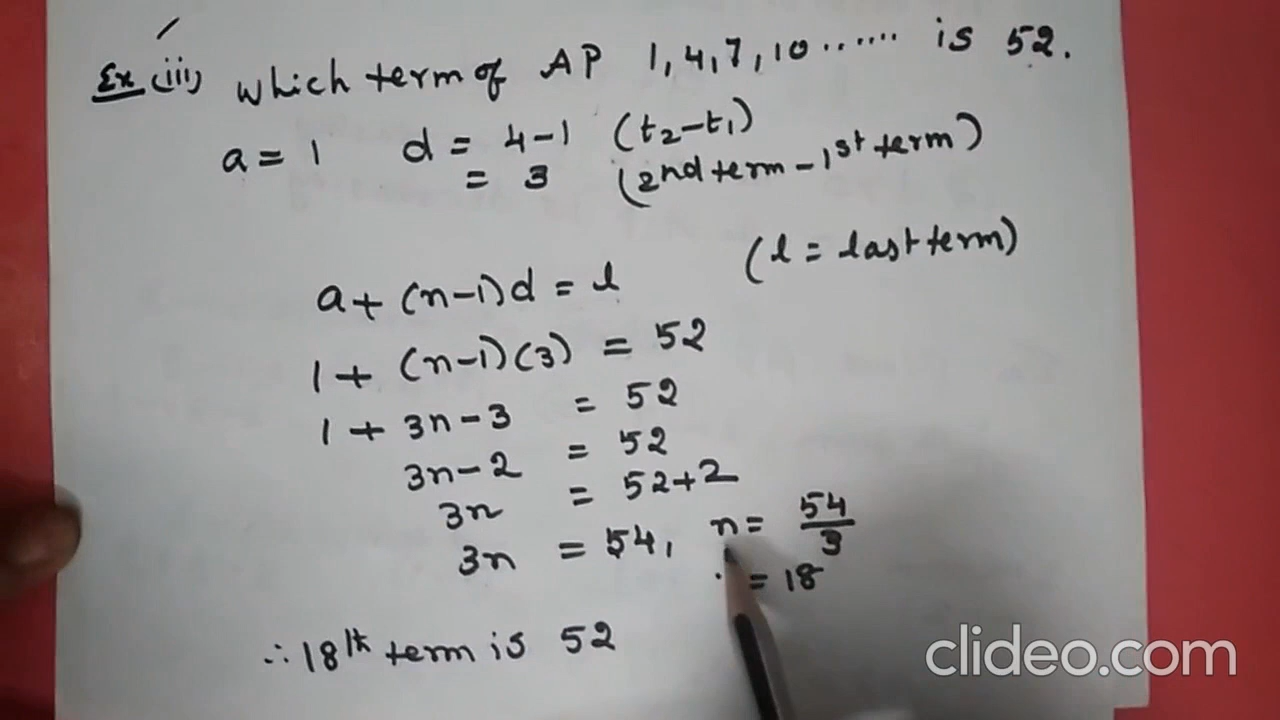 Ex (iii) Which term of AP 1, 4, 7, 10 ...... is 52.
a = 1 d = 4 - 1 (t₂ - t₁)
= 3 (2nd term - 1st term)
a + (n-1)d = l (l = last term)
1 + (n-1)(3) = 52
1 + 3n - 3 = 52
3n - 2 = 52
3n = 52 + 2
3n = 54, n = 54/3
= 18
∴ 18th term is 52
clideo.com